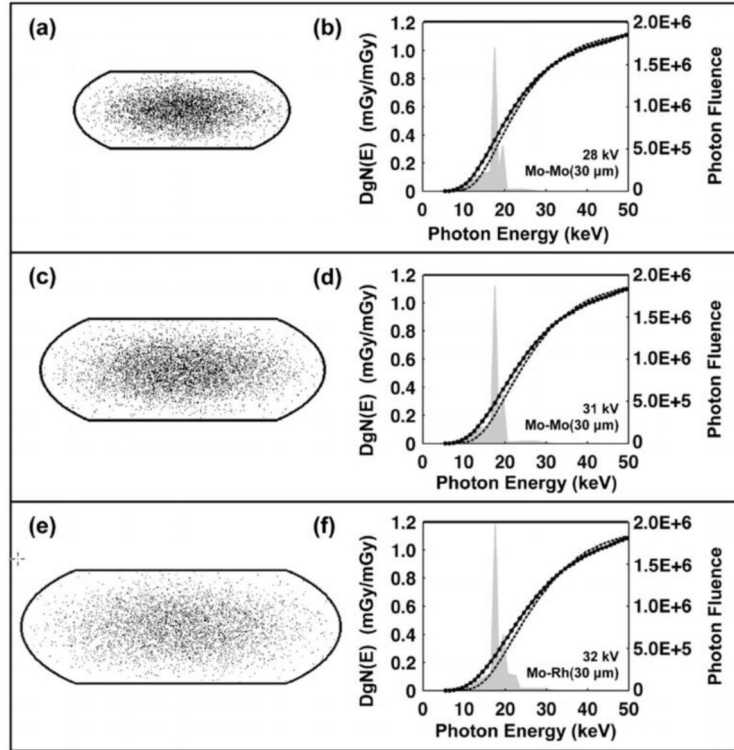 (a)
(b)
DgN(E) (mGy/mGy)
1.2
1.0
0.8
0.6
0.4
0.2
0
0 10 20 30 40 50
Photon Energy (keV)
2.0E+6
1.5E+6
1.0E+6
5.0E+5
0
Photon Fluence
28 kV
Mo-Mo(30 µm)
(c)
(d)
DgN(E) (mGy/mGy)
1.2
1.0
0.8
0.6
0.4
0.2
0
0 10 20 30 40 50
Photon Energy (keV)
2.0E+6
1.5E+6
1.0E+6
5.0E+5
0
Photon Fluence
31 kV
Mo-Mo(30 µm)
(e)
(f)
DgN(E) (mGy/mGy)
1.2
1.0
0.8
0.6
0.4
0.2
0
0 10 20 30 40 50
Photon Energy (keV)
2.0E+6
1.5E+6
1.0E+6
5.0E+5
0
Photon Fluence
32 kV
Mo-Rh(30 µm)